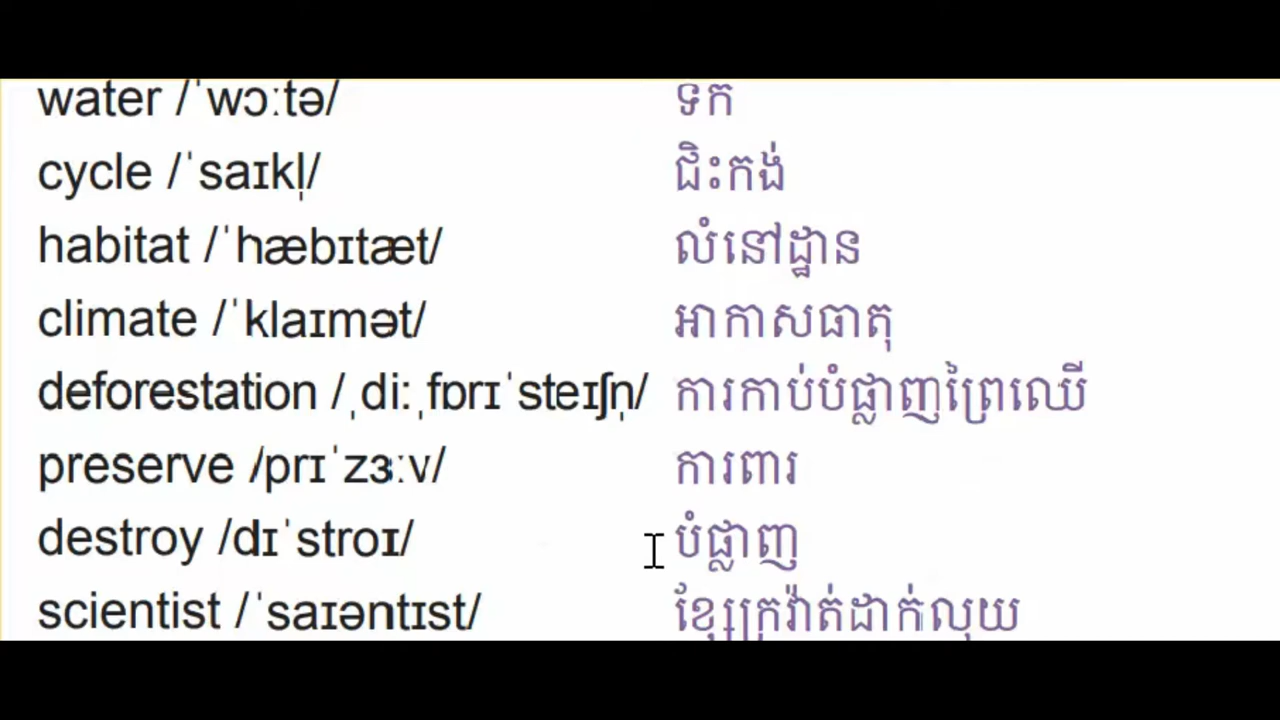 water /ˈwɔːtə/ ទឹក
cycle /ˈsaɪkl̩/ ជិះកង់
habitat /ˈhæbɪtæt/ លំនៅដ្ឋាន
climate /ˈklaɪmət/ អាកាសធាតុ
deforestation /ˌdiːˌfɒrɪˈsteɪʃn̩/ ការកាប់បំផ្លាញព្រៃឈើ
preserve /prɪˈzɜːv/ ការពារ
destroy /dɪˈstroɪ/ បំផ្លាញ
scientist /ˈsaɪəntɪst/ ខ្សែក្រវ៉ាត់ដាក់លុយ